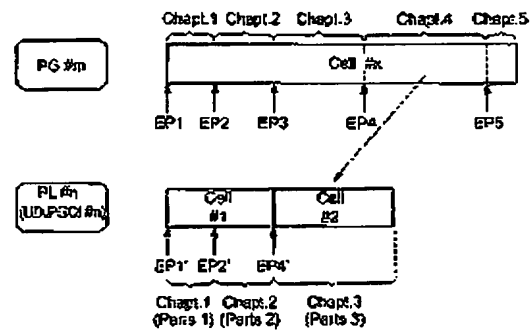 Chapt.1 Chapt.2 Chapt.3 Chapt.4 Chapt.5
PG #m
Cell #x
EP1 EP2 EP3 EP4 EP5
PL #n
(UD_PGCI #n)
Cell
#1
Cell
#2
EP1' EP2' EP4'
Chapt.1 Chapt.2 Chapt.3
(Parts 1) (Parts 2) (Parts 3)